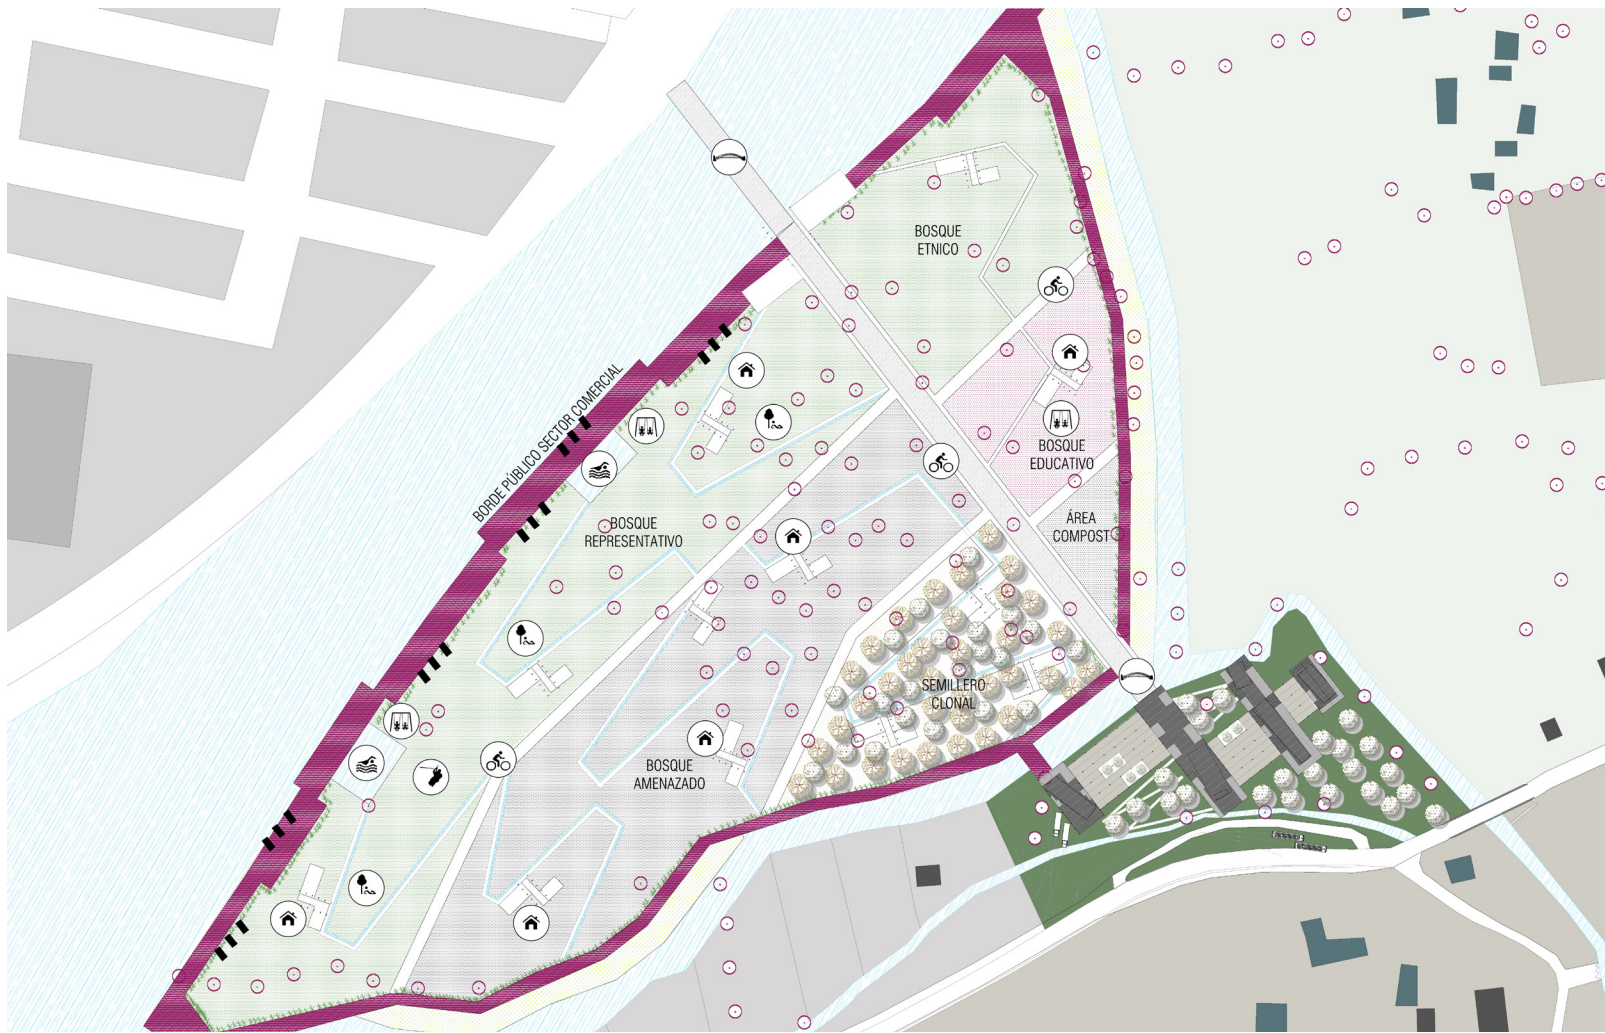 BOSQUE
ETNICO
BORDE PÚBLICO SECTOR COMERCIAL
BOSQUE
EDUCATIVO
ÁREA
COMPOST
BOSQUE
REPRESENTATIVO
SEMILLERO
CLONAL
BOSQUE
AMENAZADO